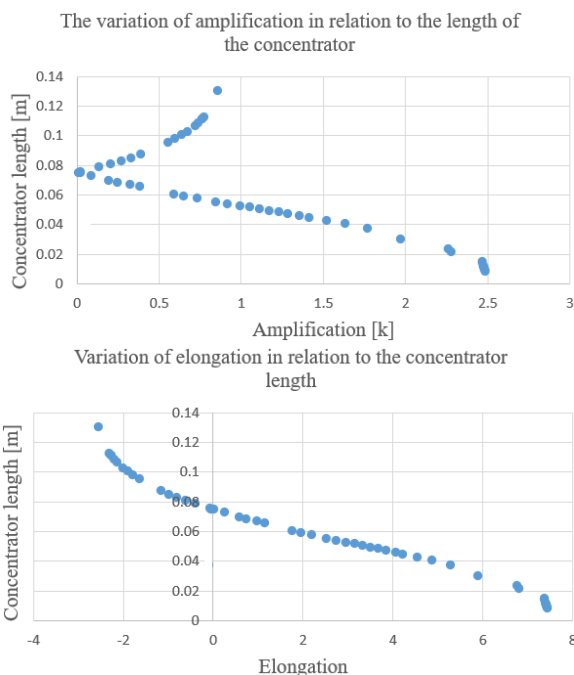 The variation of amplification in relation to the length of
the concentrator
Concentrator length [m]
0.14
0.12
0.1
0.08
0.06
0.04
0.02
0
0 0.5 1 1.5 2 2.5 3
Amplification [k]
Variation of elongation in relation to the concentrator
length
Concentrator length [m]
0.14
0.12
0.1
0.08
0.06
0.04
0.02
0
-4 -2 0 2 4 6 8
Elongation